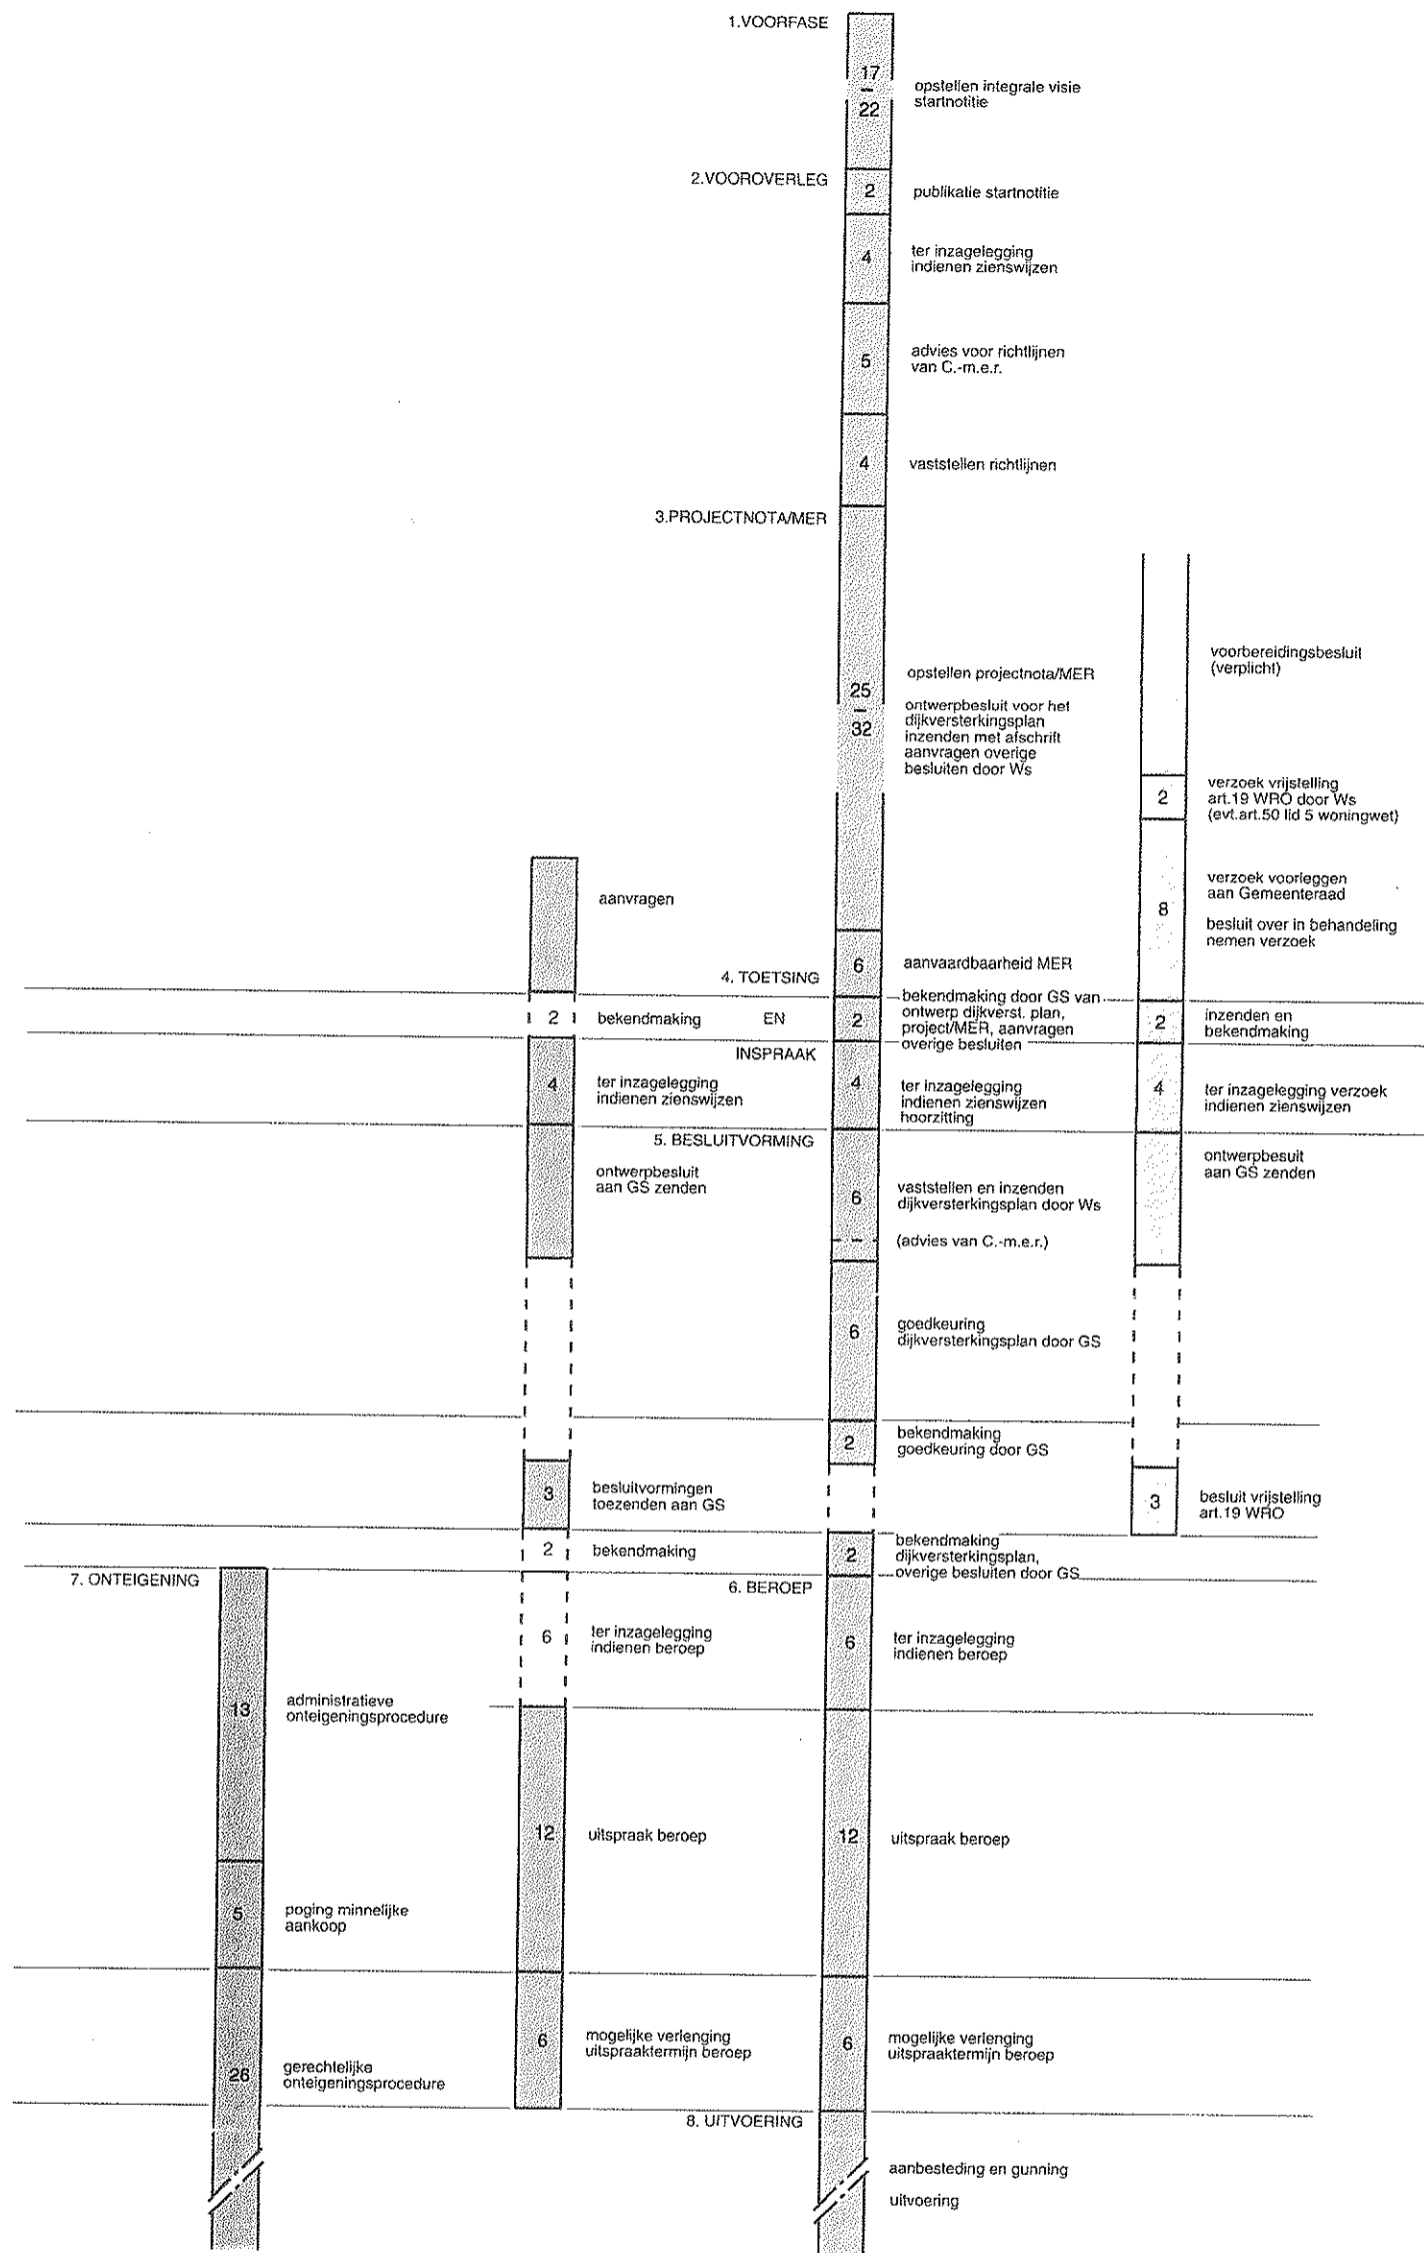 1.VOORFASE
17
–
22
opstellen integrale visie
startnotitie
2.VOOROVERLEG
2
publikatie startnotitie
4
ter inzagelegging
indienen zienswijzen
5
advies voor richtlijnen
van C.-m.e.r.
4
vaststellen richtlijnen
3.PROJECTNOTA/MER
voorbereidingsbesluit
(verplicht)
opstellen projectnota/MER
25
–
32
ontwerpbesluit voor het
dijkversterkingsplan
inzenden met afschrift
aanvragen overige
besluiten door Ws
2
verzoek vrijstelling
art.19 WRO door Ws
(evt.art.50 lid 5 woningwet)
aanvragen
8
verzoek voorleggen
aan Gemeenteraad
besluit over in behandeling
nemen verzoek
6
aanvaardbaarheid MER
4. TOETSING
2
bekendmaking
EN
2
bekendmaking door GS van
ontwerp dijkverst. plan,
project/MER, aanvragen
overige besluiten
2
inzenden en
bekendmaking
INSPRAAK
4
ter inzagelegging
indienen zienswijzen
4
ter inzagelegging
indienen zienswijzen
hoorzitting
4
ter inzagelegging verzoek
indienen zienswijzen
5. BESLUITVORMING
ontwerpbesluit
aan GS zenden
6
vaststellen en inzenden
dijkversterkingsplan door Ws
(advies van C.-m.e.r.)
ontwerpbesuit
aan GS zenden
6
goedkeuring
dijkversterkingsplan door GS
2
bekendmaking
goedkeuring door GS
3
besluitvormingen
toezenden aan GS
3
besluit vrijstelling
art.19 WRO
2
bekendmaking
2
bekendmaking
dijkversterkingsplan,
overige besluiten door GS
7. ONTEIGENING
6. BEROEP
6
ter inzagelegging
indienen beroep
6
ter inzagelegging
indienen beroep
13
administratieve
onteigeningsprocedure
12
uitspraak beroep
12
uitspraak beroep
5
poging minnelijke
aankoop
6
mogelijke verlenging
uitspraaktermijn beroep
6
mogelijke verlenging
uitspraaktermijn beroep
26
gerechtelijke
onteigeningsprocedure
8. UITVOERING
aanbesteding en gunning
uitvoering